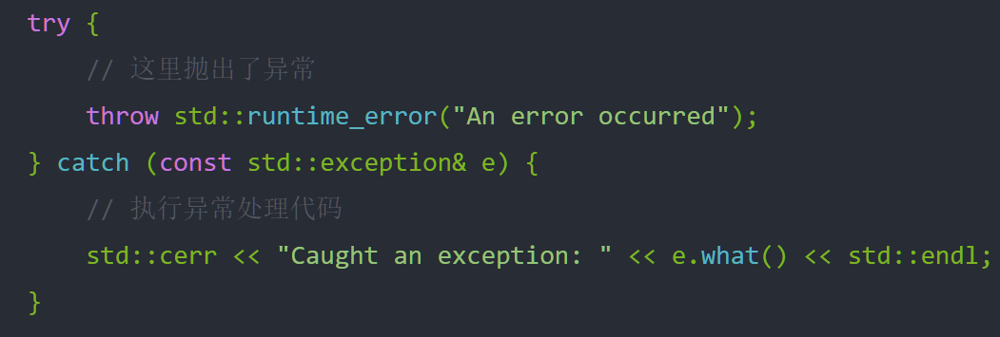 try {
    // 这里抛出了异常
    throw std::runtime_error("An error occurred");
} catch (const std::exception& e) {
    // 执行异常处理代码
    std::cerr << "Caught an exception: " << e.what() << std::endl;
}